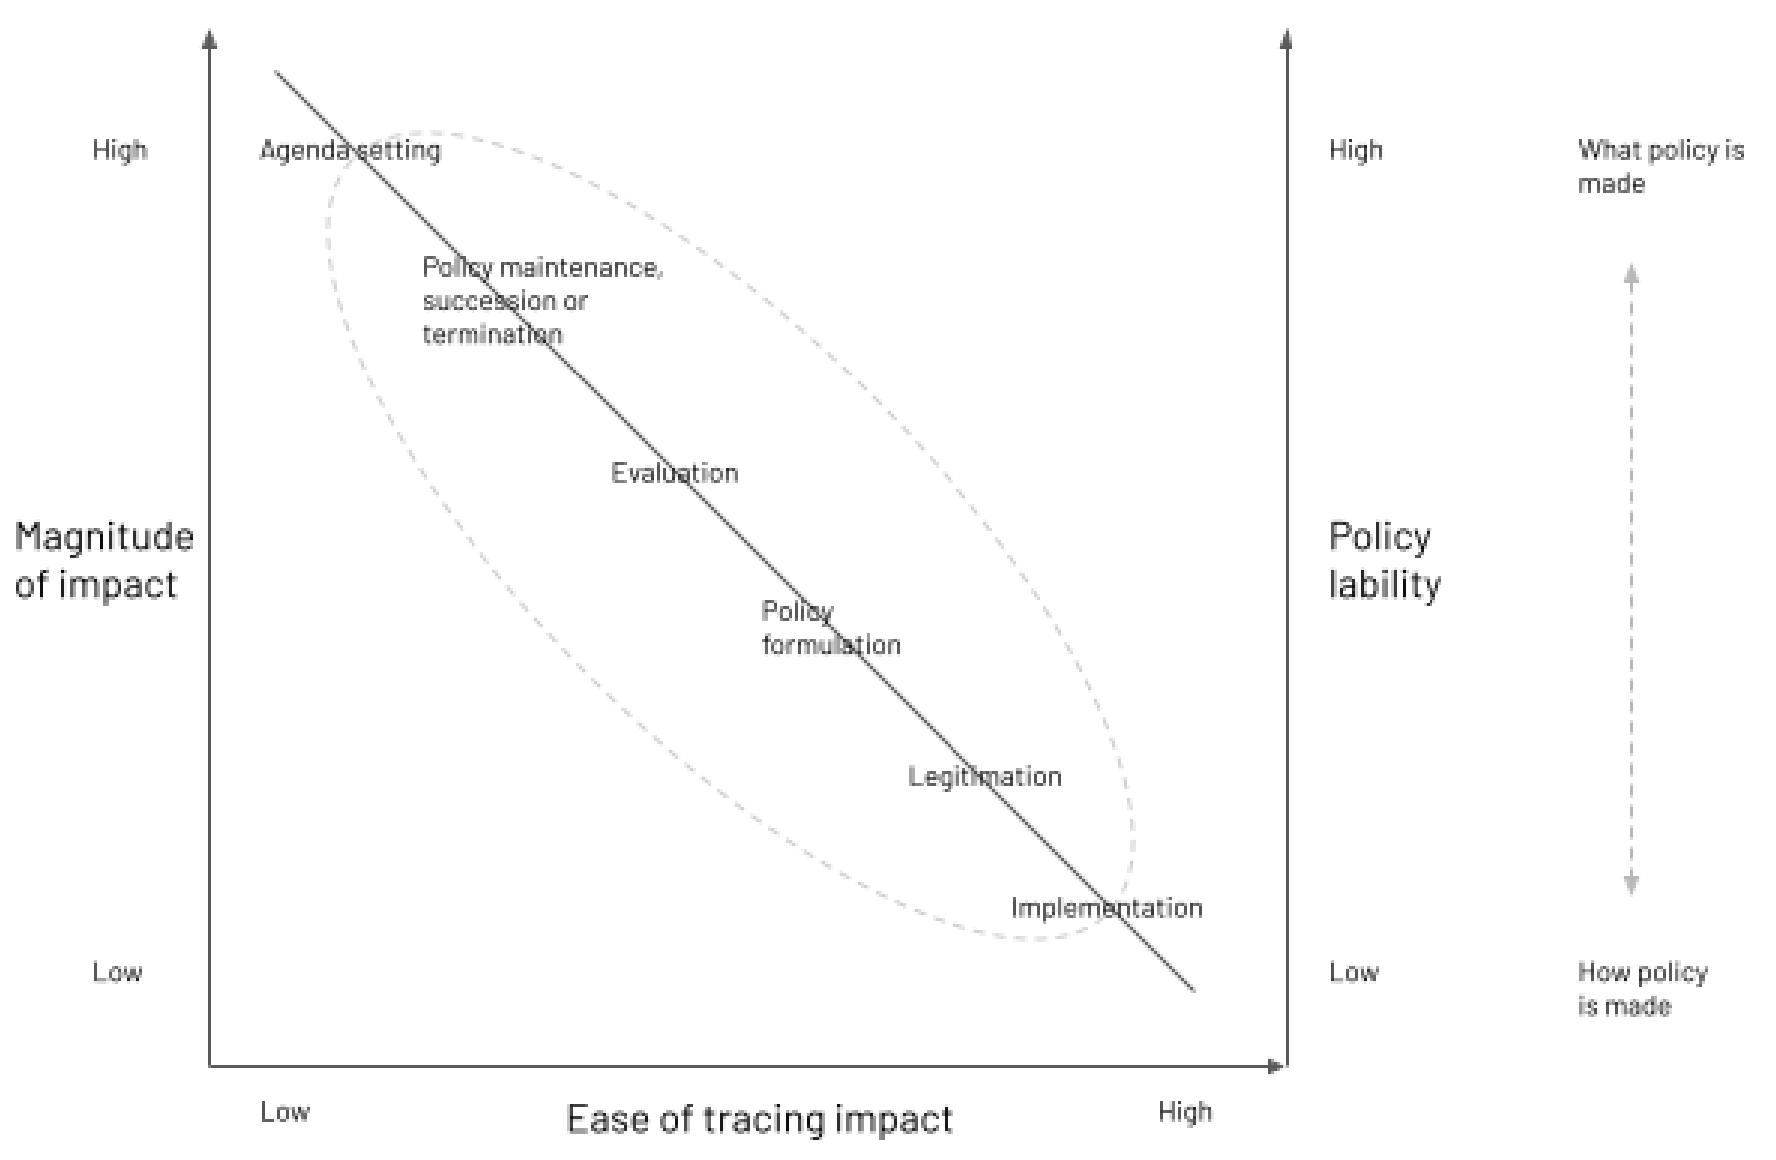 High
Agenda setting
High
What policy is
made
Policy maintenance,
succession or
termination
Evaluation
Magnitude
of impact
Policy
lability
Policy
formulation
Legitimation
Implementation
Low
Low
How policy
is made
Low
Ease of tracing impact
High